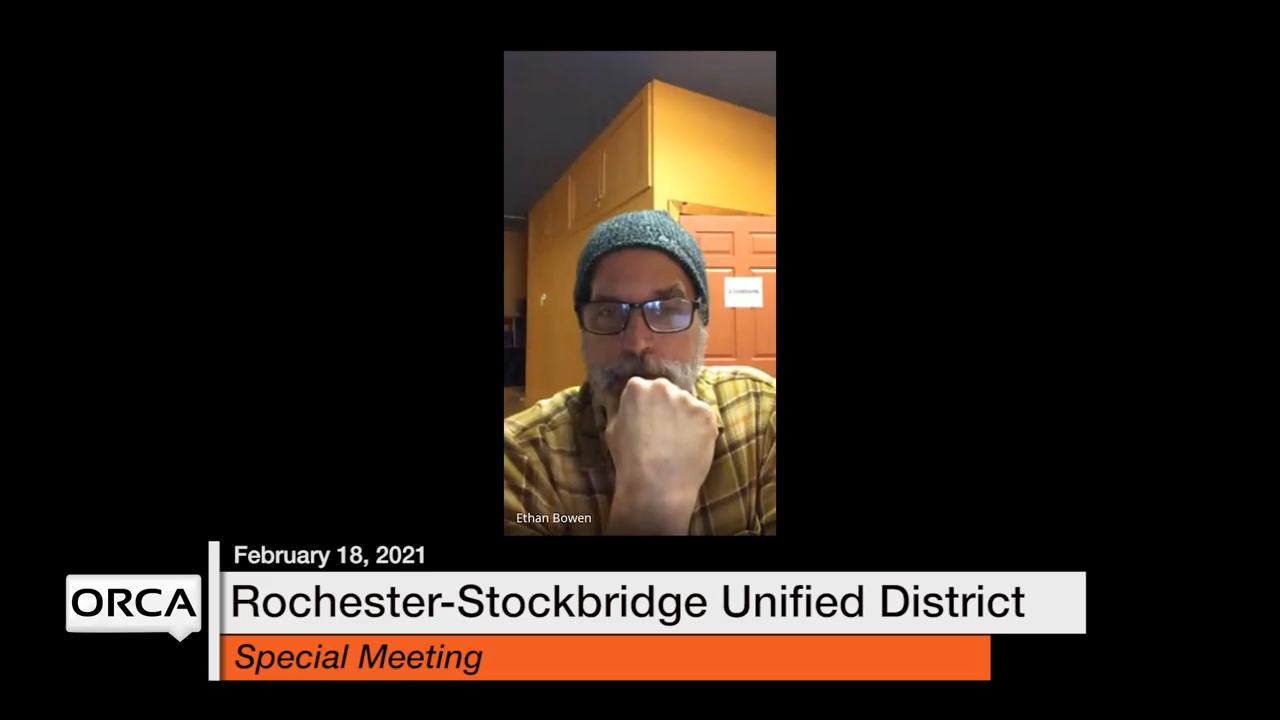 Ethan Bowen
February 18, 2021
ORCA
Rochester-Stockbridge Unified District
Special Meeting